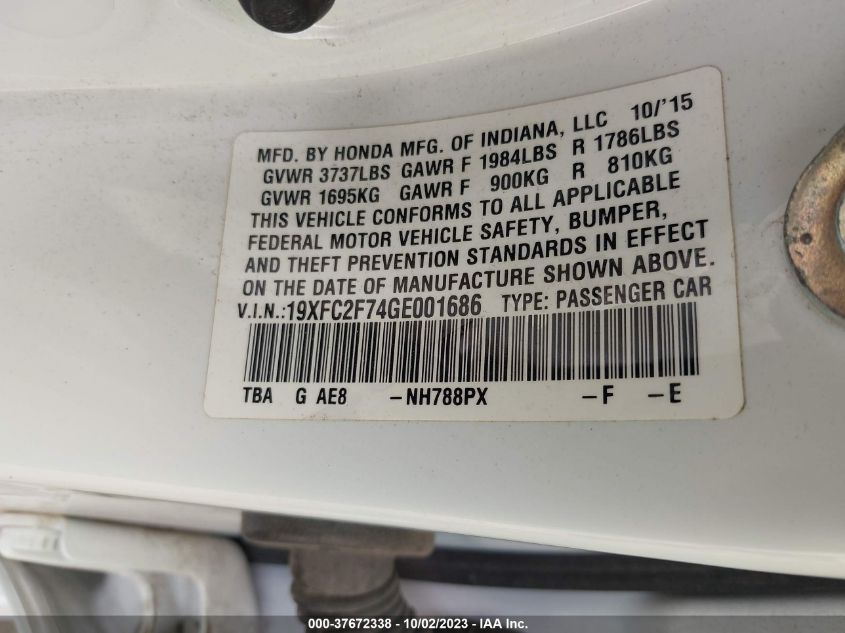 MFD. BY HONDA MFG. OF INDIANA, LLC 10/'15
GVWR 3737LBS GAWR F 1984LBS R 1786LBS
GVWR 1695KG GAWR F 900KG R 810KG
THIS VEHICLE CONFORMS TO ALL APPLICABLE
FEDERAL MOTOR VEHICLE SAFETY, BUMPER,
AND THEFT PREVENTION STANDARDS IN EFFECT
ON THE DATE OF MANUFACTURE SHOWN ABOVE.
V.I.N.:19XFC2F74GE001686 TYPE: PASSENGER CAR
TBA G AE8 -NH788PX -F -E
000-37672338 - 10/02/2023 - IAA Inc.